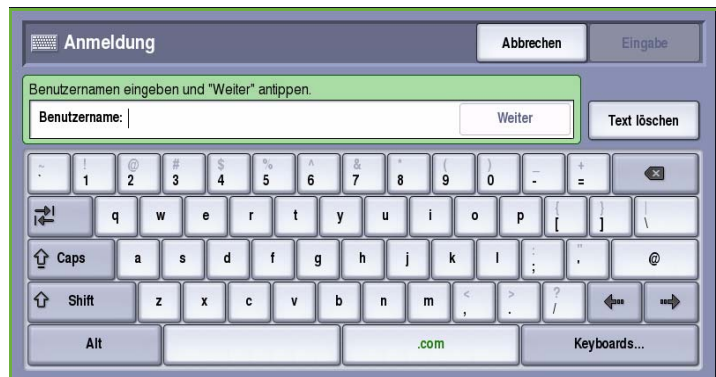 Anmeldung Abbrechen Eingabe
Benutzernamen eingeben und "Weiter" antippen.
Benutzername: Weiter Text löschen
~ ! @ # $ % ^ & * ( ) _ +
` 1 2 3 4 5 6 7 8 9 0 - =
q w e r t y u i o p { [ } ] | \
Caps a s d f g h j k l : ; " ' @
Shift z x c v b n m < , > . ? /
Alt .com Keyboards...